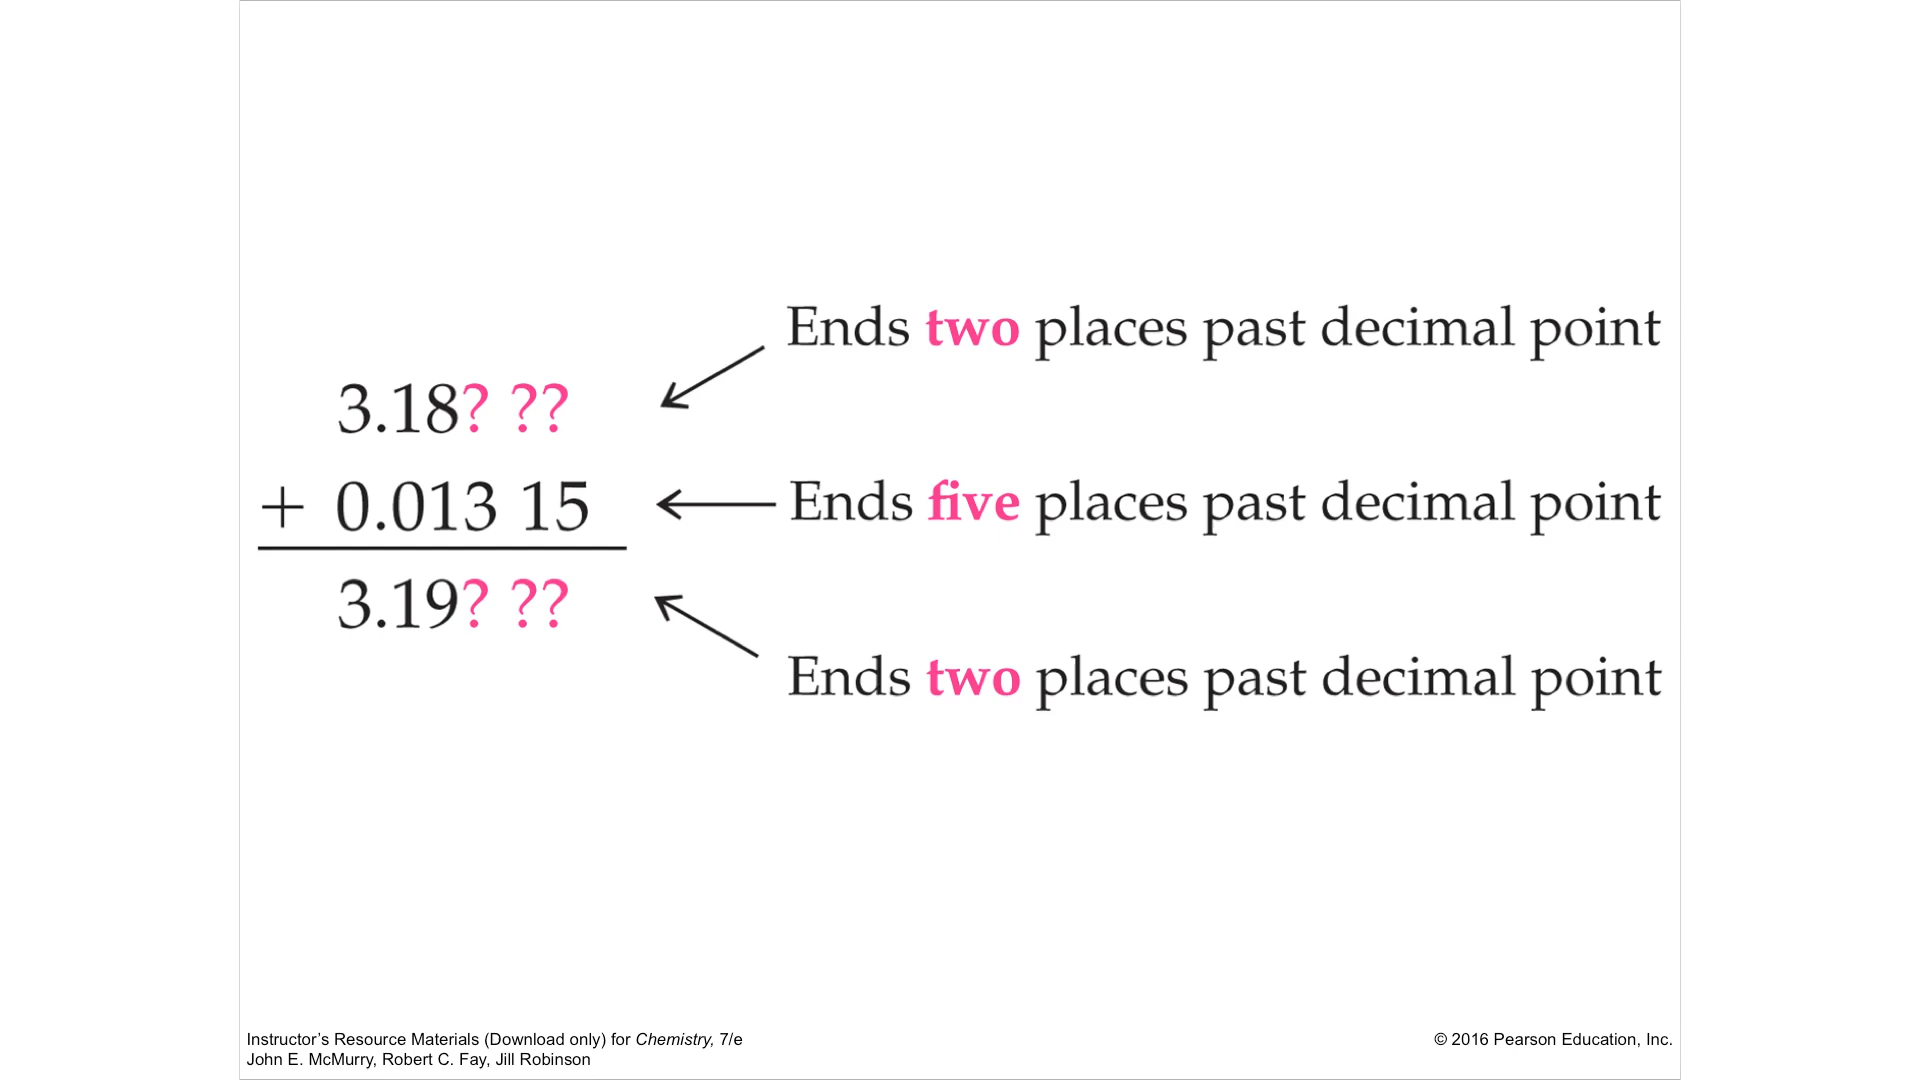 Ends two places past decimal point
3.18? ??
+ 0.013 15
Ends five places past decimal point
3.19? ??
Ends two places past decimal point
Instructor's Resource Materials (Download only) for Chemistry, 7/e
John E. McMurry, Robert C. Fay, Jill Robinson
© 2016 Pearson Education, Inc.